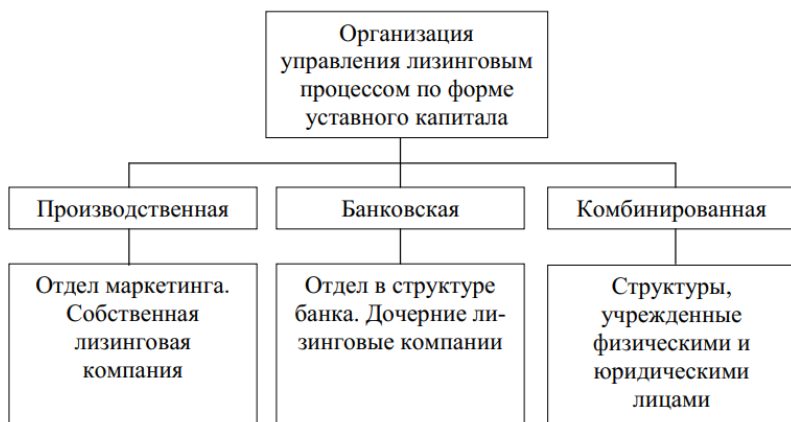 Организация
управления лизинговым
процессом по форме
уставного капитала
Производственная
Банковская
Комбинированная
Отдел маркетинга.
Собственная
лизинговая
компания
Отдел в структуре
банка. Дочерние ли-
зинговые компании
Структуры,
учрежденные
физическими и
юридическими
лицами